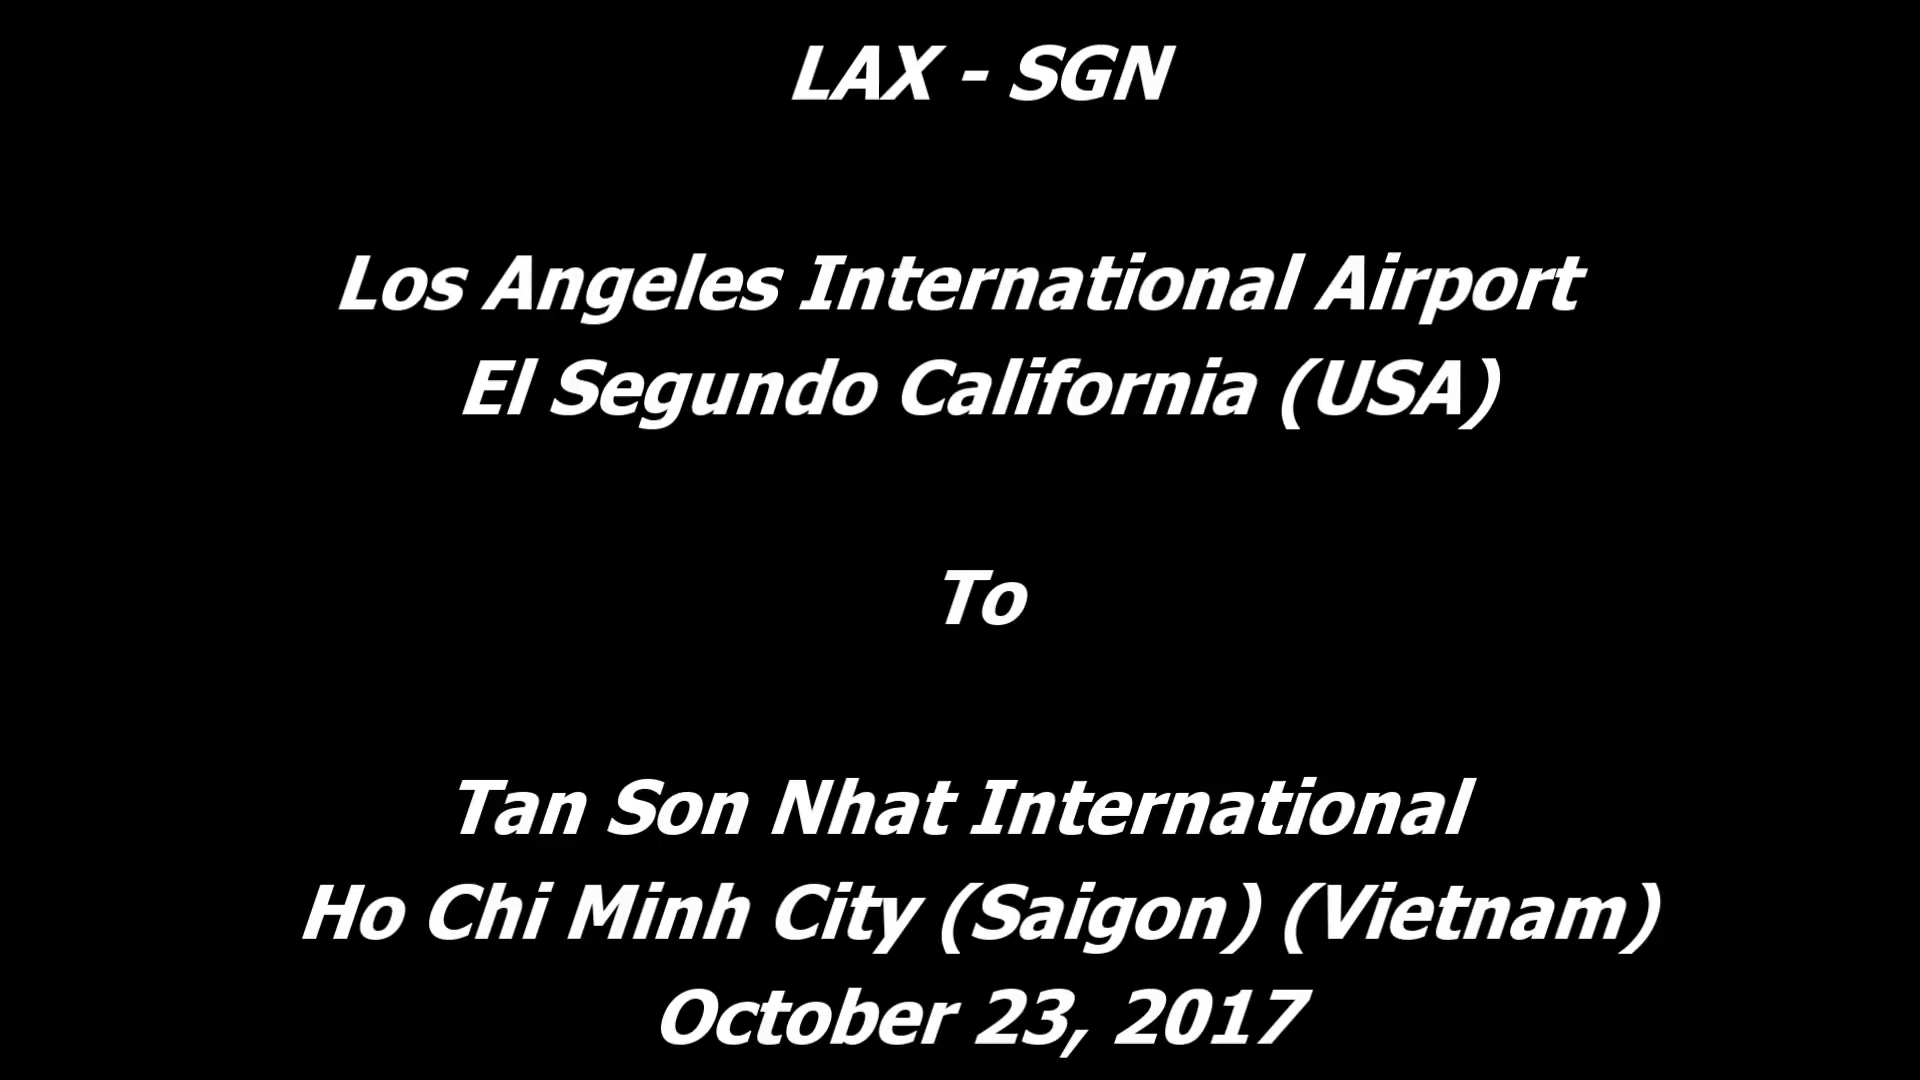 LAX - SGN
Los Angeles International Airport
El Segundo California (USA)
To
Tan Son Nhat International
Ho Chi Minh City (Saigon) (Vietnam)
October 23, 2017